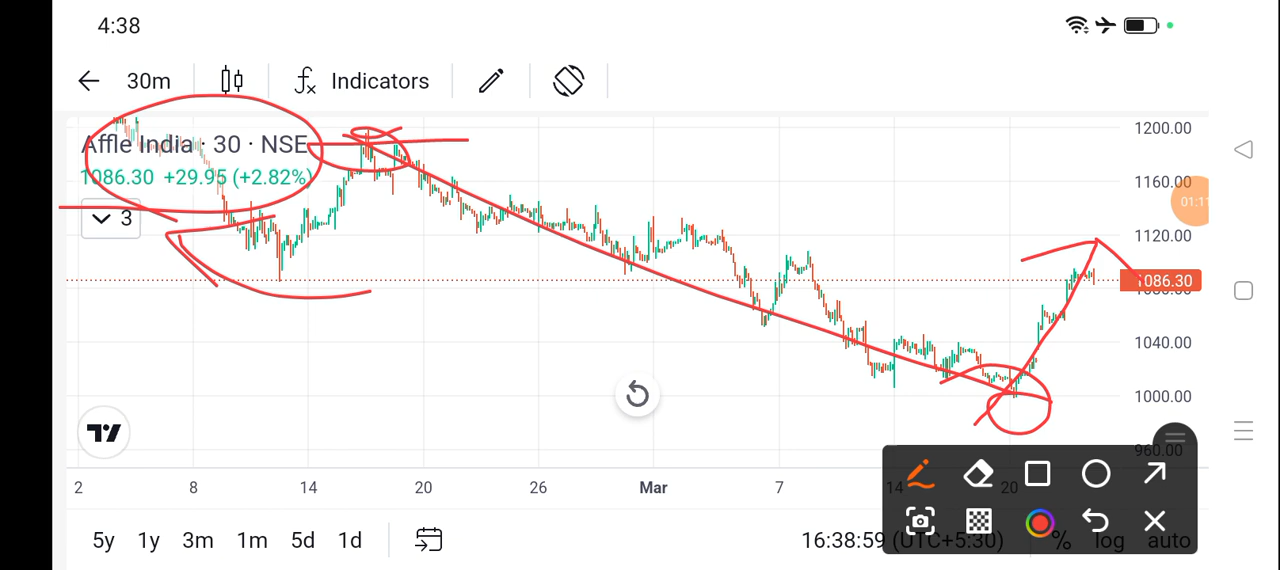 4:38
30m
Indicators
Affle India · 30 · NSE
1086.30 +29.95 (+2.82%)
3
1200.00
1160.00
01:11
1120.00
1086.30
1040.00
1000.00
960.00
2 8 14 20 26 Mar 7 14 20
5y 1y 3m 1m 5d 1d
16:38:59 (UTC+5:30) % log auto